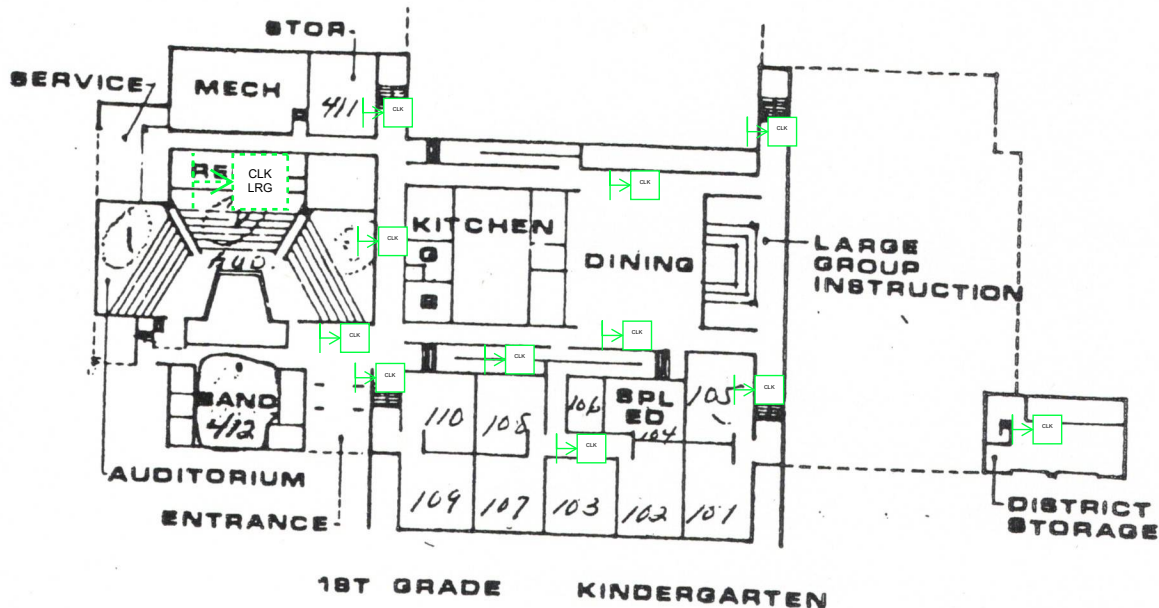 STOR.
SERVICE
MECH
411
CLK
CLK
CLK
LRG
CLK
KITCHEN
CLK
G
DINING
LARGE
GROUP
INSTRUCTION
AUD.
B
CLK
CLK
CLK
CLK
CLK
BAND
412
110
108
106
SPL
ED
104
105
CLK
CLK
AUDITORIUM
ENTRANCE
109
107
103
102
101
DISTRICT
STORAGE
1ST GRADE
KINDERGARTEN